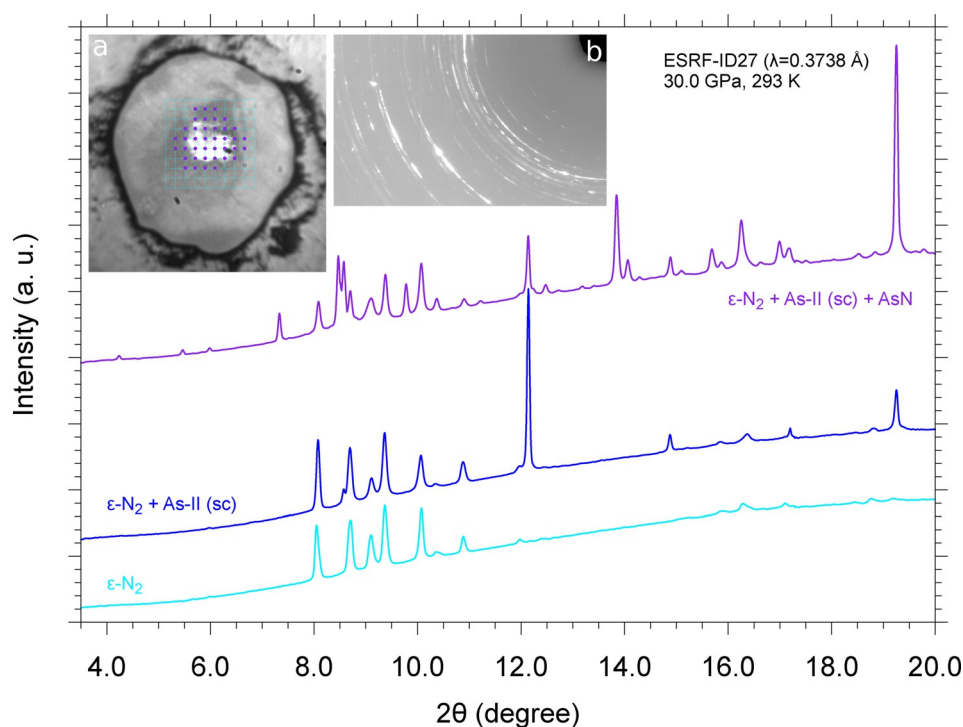 a
b
ESRF-ID27 (λ=0.3738 Å)
30.0 GPa, 293 K
Intensity (a. u.)
ε-N₂ + As-II (sc) + AsN
ε-N₂ + As-II (sc)
ε-N₂
4.0 6.0 8.0 10.0 12.0 14.0 16.0 18.0 20.0
2θ (degree)